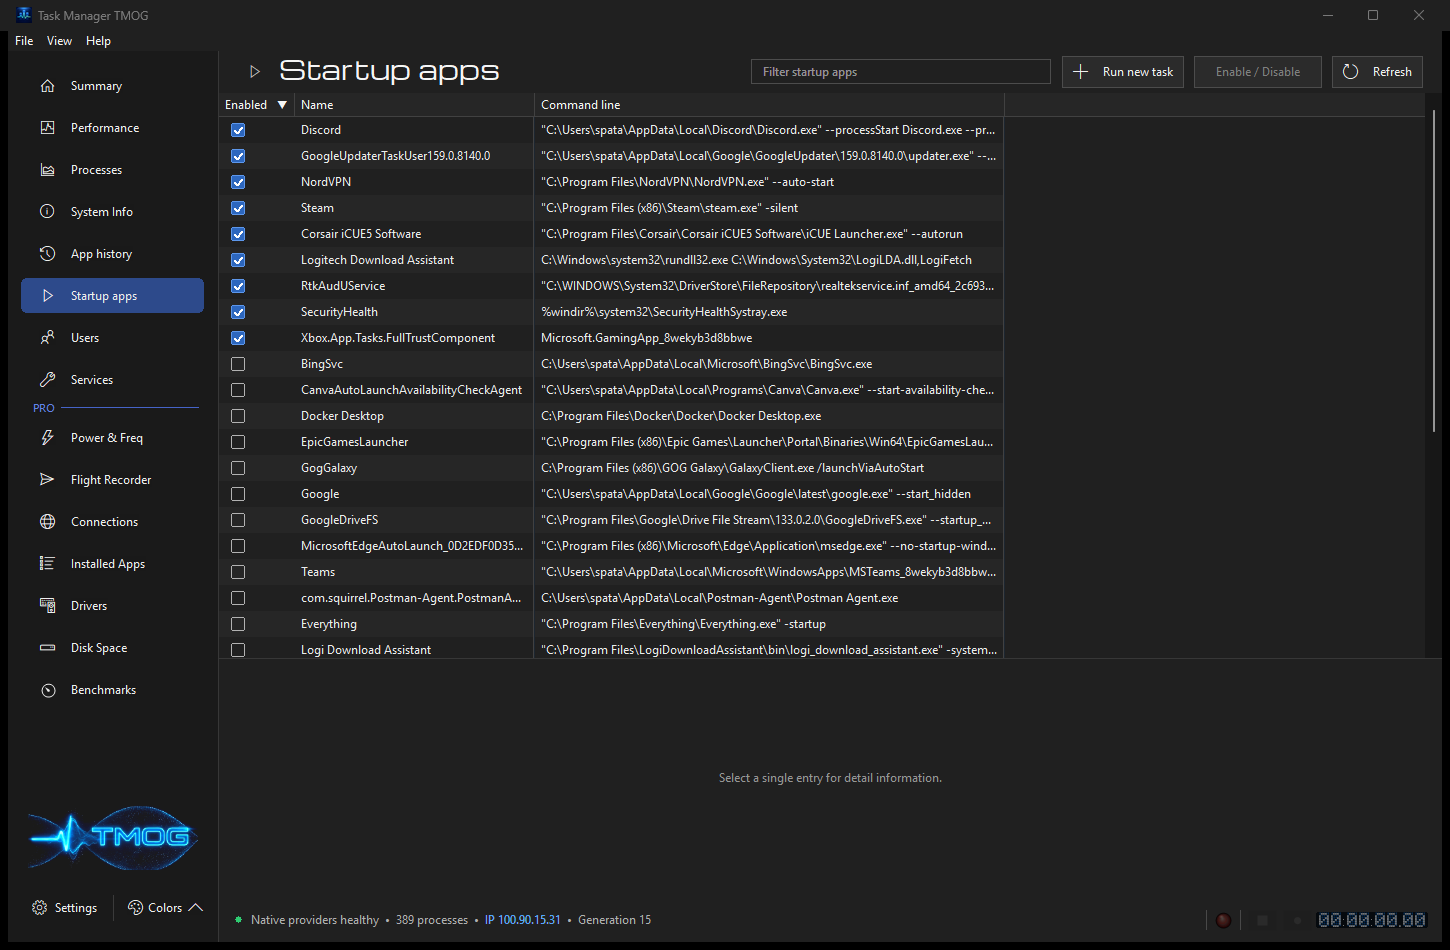 Task Manager TMOG
File View Help
Summary
Performance
Processes
System Info
App history
Startup apps
Users
Services
PRO
Power & Freq
Flight Recorder
Connections
Installed Apps
Drivers
Disk Space
Benchmarks
TMOG
Settings Colors
Startup apps
Filter startup apps
Run new task
Enable / Disable
Refresh
Enabled Name Command line
Discord "C:\Users\spata\AppData\Local\Discord\Discord.exe" --processStart Discord.exe --pr...
GoogleUpdaterTaskUser159.0.8140.0 "C:\Users\spata\AppData\Local\Google\GoogleUpdater\159.0.8140.0\updater.exe" --...
NordVPN "C:\Program Files\NordVPN\NordVPN.exe" --auto-start
Steam "C:\Program Files (x86)\Steam\steam.exe" -silent
Corsair iCUE5 Software "C:\Program Files\Corsair\Corsair iCUE5 Software\iCUE Launcher.exe" --autorun
Logitech Download Assistant C:\Windows\system32\rundll32.exe C:\Windows\System32\LogiLDA.dll,LogiFetch
RtkAudUService "C:\WINDOWS\System32\DriverStore\FileRepository\realtekservice.inf_amd64_2c693...
SecurityHealth %windir%\system32\SecurityHealthSystray.exe
Xbox.App.Tasks.FullTrustComponent Microsoft.GamingApp_8wekyb3d8bbwe
BingSvc C:\Users\spata\AppData\Local\Microsoft\BingSvc\BingSvc.exe
CanvaAutoLaunchAvailabilityCheckAgent "C:\Users\spata\AppData\Local\Programs\Canva\Canva.exe" --start-availability-che...
Docker Desktop C:\Program Files\Docker\Docker\Docker Desktop.exe
EpicGamesLauncher "C:\Program Files (x86)\Epic Games\Launcher\Portal\Binaries\Win64\EpicGamesLau...
GogGalaxy C:\Program Files (x86)\GOG Galaxy\GalaxyClient.exe /launchViaAutoStart
Google "C:\Users\spata\AppData\Local\Google\Google\latest\google.exe" --start_hidden
GoogleDriveFS "C:\Program Files\Google\Drive File Stream\133.0.2.0\GoogleDriveFS.exe" --startup_...
MicrosoftEdgeAutoLaunch_0D2EDF0D35... "C:\Program Files (x86)\Microsoft\Edge\Application\msedge.exe" --no-startup-wind...
Teams "C:\Users\spata\AppData\Local\Microsoft\WindowsApps\MSTeams_8wekyb3d8bbw...
com.squirrel.Postman-Agent.PostmanA... C:\Users\spata\AppData\Local\Postman-Agent\Postman Agent.exe
Everything "C:\Program Files\Everything\Everything.exe" -startup
Logi Download Assistant "C:\Program Files\LogiDownloadAssistant\bin\logi_download_assistant.exe" -system...
Select a single entry for detail information.
Native providers healthy • 389 processes • IP 100.90.15.31 • Generation 15
00:00:00.00